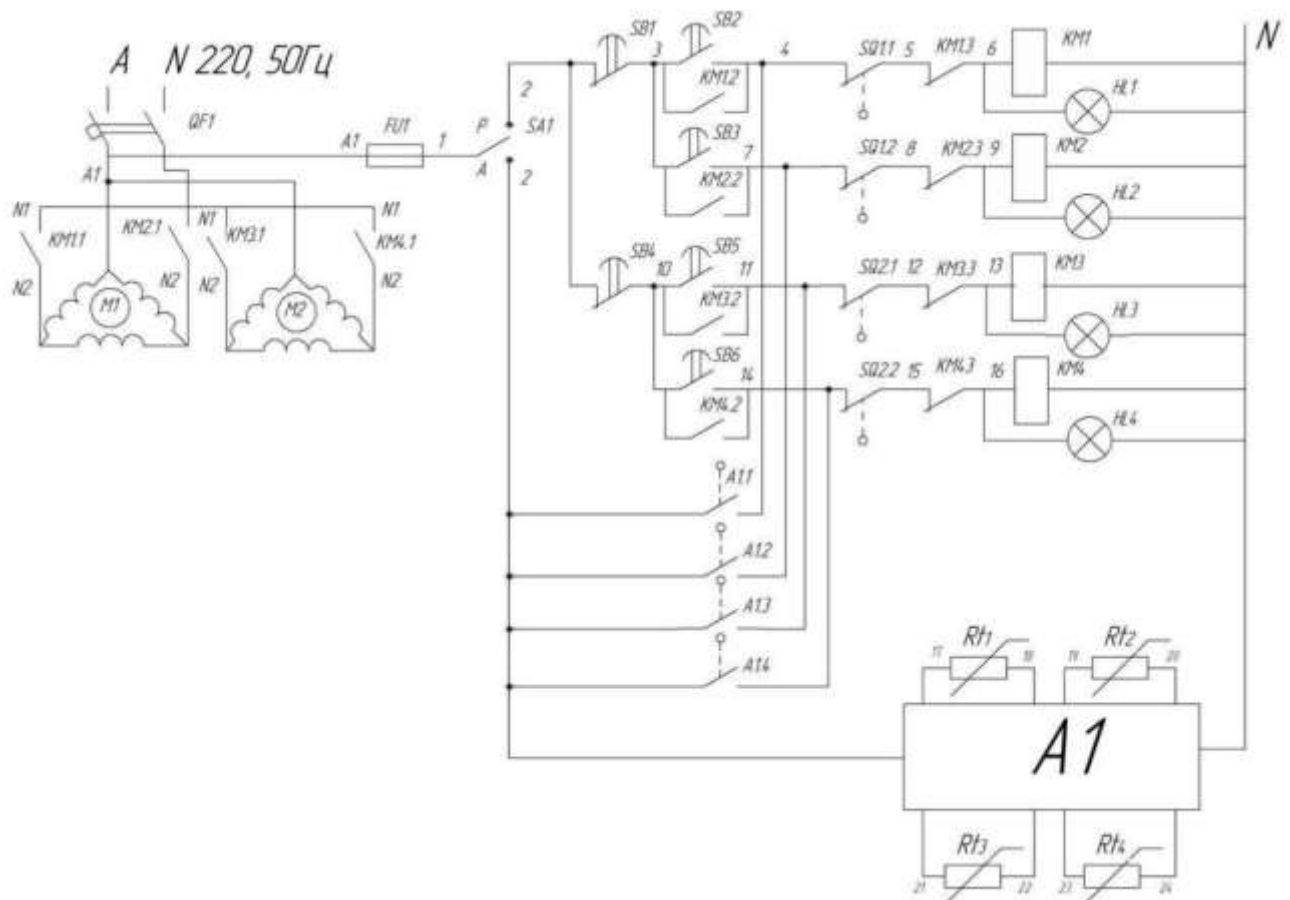 A N 220, 50Гц
QF1
A1
A1 FU1 1
P SA1
A
2
2
N1 KM1.1 N2
KM2.1 N2
N1 KM3.1 N2
N1 KM4.1 N2
M1
M2
SB1 3 SB2 4 SQ1.1 5 KM1.3 6 KM1 N
KM1.2 HL1
SB3 7 SQ1.2 8 KM2.3 9 KM2
KM2.2 HL2
SB4 10 SB5 11 SQ2.1 12 KM3.3 13 KM3
KM3.2 HL3
SB6 14 SQ2.2 15 KM4.3 16 KM4
KM4.2 HL4
A1.1
A1.2
A1.3
A1.4
17 Rt1 18 19 Rt2 20
A1
21 Rt3 22 23 Rt4 24